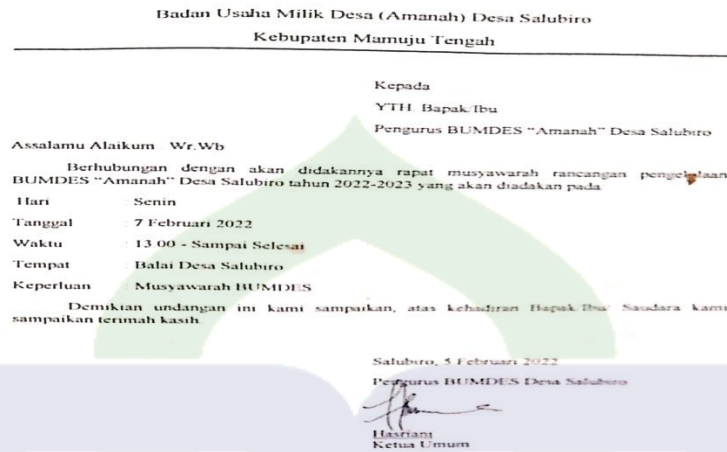 Badan Usaha Milik Desa (Amanah) Desa Salubiro
Kebupaten Mamuju Tengah
Kepada
YTH. Bapak/Ibu
Pengurus BUMDES "Amanah" Desa Salubiro
Assalamu Alaikum Wr.Wb
Berhubungan dengan akan didakannya rapat musyawarah rancangan pengelolaan
BUMDES "Amanah" Desa Salubiro tahun 2022-2023 yang akan diadakan pada
Hari : Senin
Tanggal : 7 Februari 2022
Waktu : 13.00 - Sampai Selesai
Tempat : Balai Desa Salubiro
Keperluan : Musyawarah BUMDES
Demikian undangan ini kami sampaikan, atas kehadiran Bapak/Ibu/ Saudara kami
sampaikan terimah kasih.
Salubiro, 5 Februari 2022
Pengurus BUMDES Desa Salubiro
Hasriani
Ketua Umum